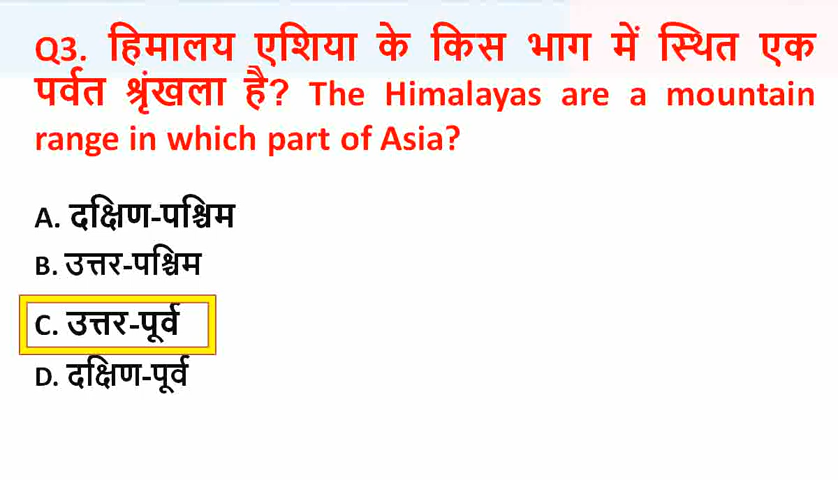 Q3. हिमालय एशिया के किस भाग में स्थित एक
पर्वत श्रृंखला है? The Himalayas are a mountain
range in which part of Asia?
A. दक्षिण-पश्चिम
B. उत्तर-पश्चिम
C. उत्तर-पूर्व
D. दक्षिण-पूर्व